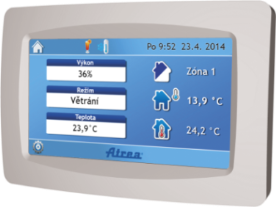 Po 9:52 23.4. 2014
Výkon
36%
Zóna 1
Režim
Větrání
13,9 °C
Teplota
23,9°C
24,2 °C
Atrea